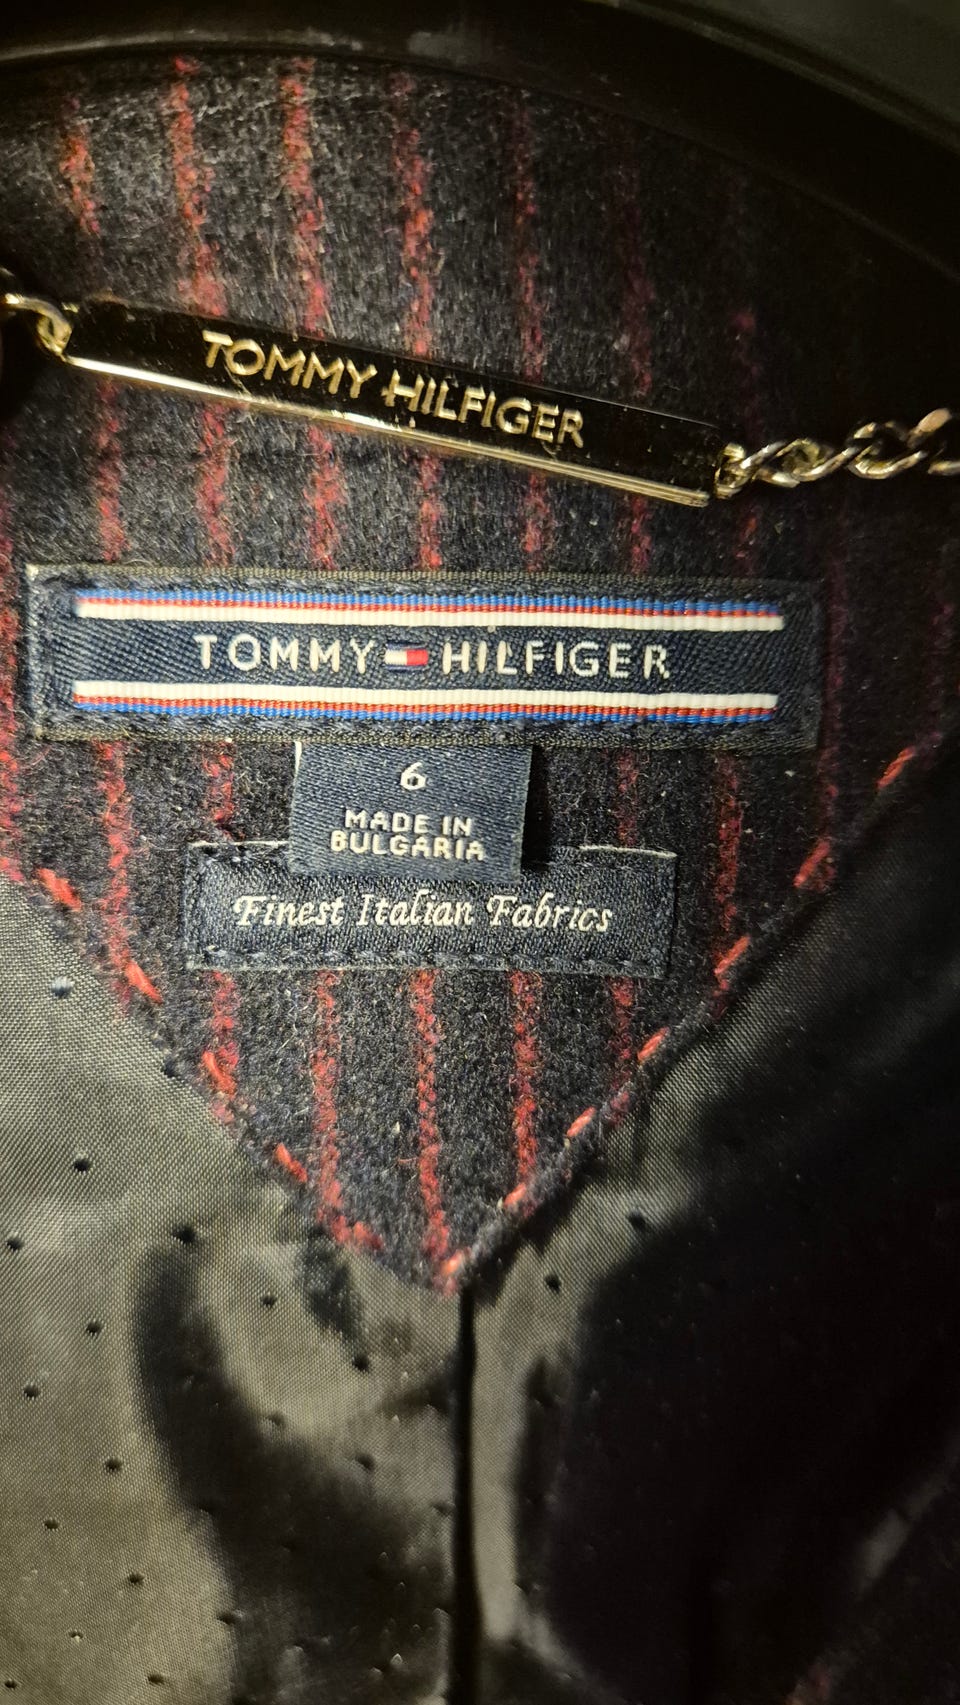 TOMMY HILFIGER
TOMMY HILFIGER
6
MADE IN
BULGARIA
Finest Italian Fabrics